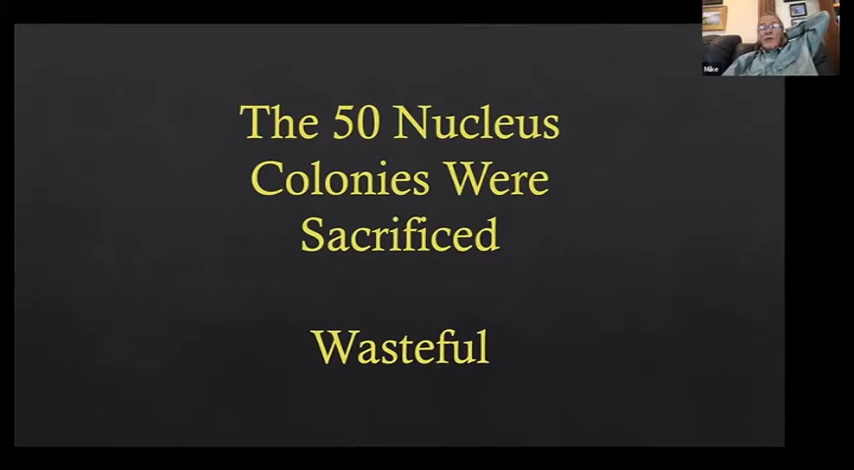 The 50 Nucleus
Colonies Were
Sacrificed
Wasteful
Mike